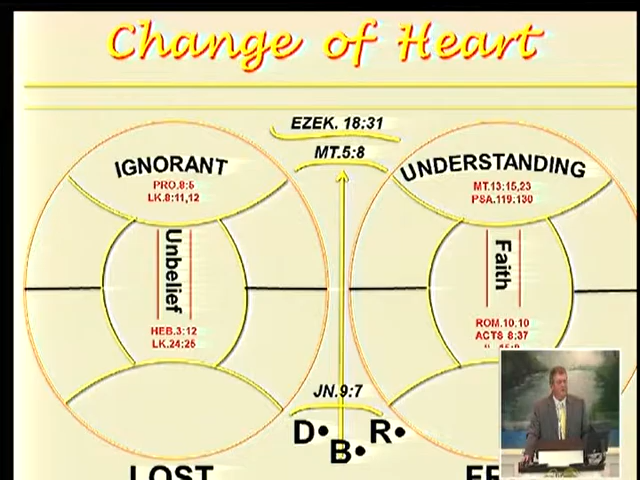 Change of Heart
EZEK. 18:31
MT.5:8
IGNORANT
PRO.8:5
LK.8:11,12
Unbelief
HEB.3:12
LK.24:25
UNDERSTANDING
MT.13:15,23
PSA.119:130
Faith
ROM.10,10
ACTS 8:37
JN.9:7
D• B• R•
LOST